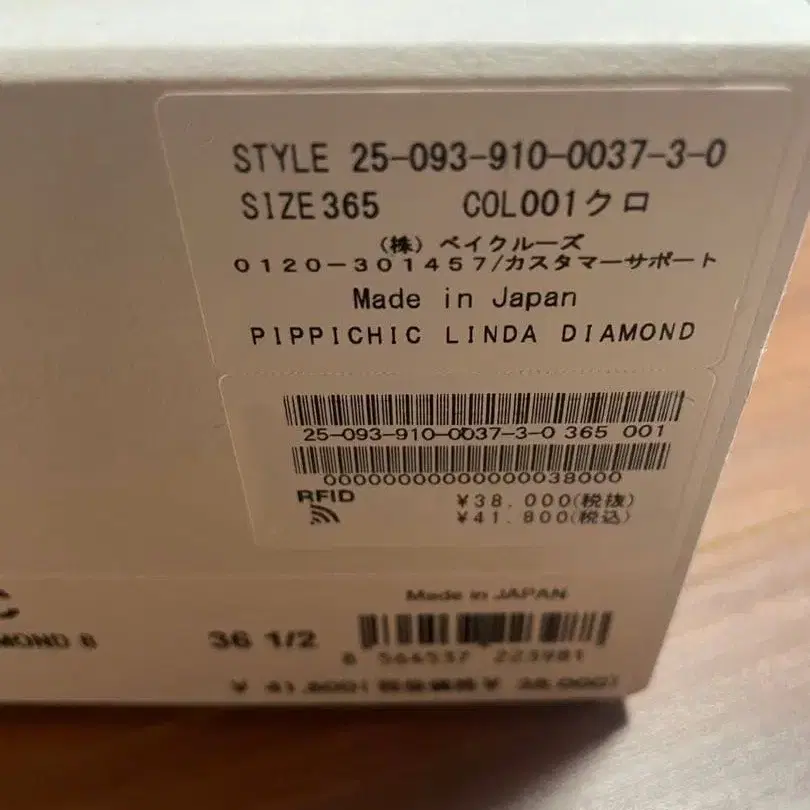 STYLE 25-093-910-0037-3-0
SIZE365 COL001クロ
(株) ベイクルーズ
0120-301457/カスタマーサポート
Made in Japan
PIPPICHIC LINDA DIAMOND
25-093-910-0037-3-0 365 001
00000000000000038000
RFID ¥38.000(税抜)
¥41.800(税込)
Made in JAPAN
36 1/2